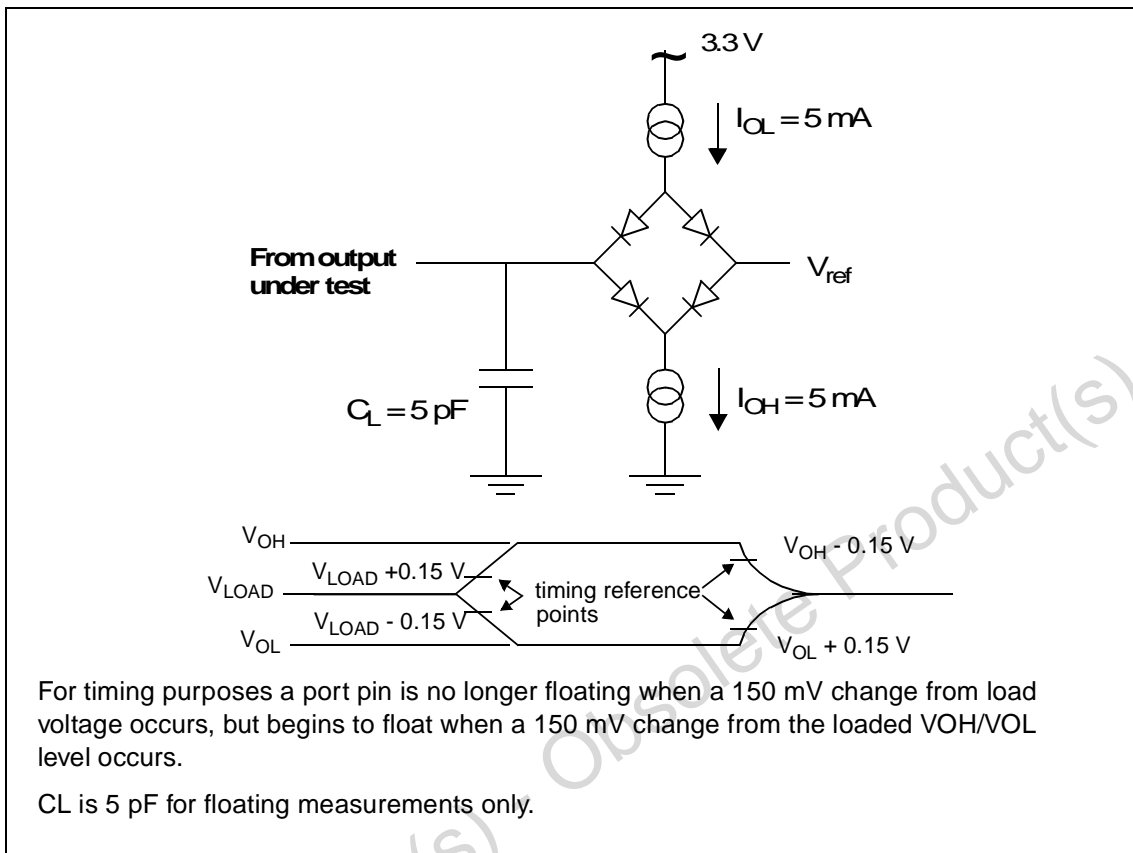 3.3 V
I_OL = 5 mA
From output
under test
V_ref
C_L = 5 pF
I_OH = 5 mA
V_OH
V_OH - 0.15 V
V_LOAD +0.15 V
V_LOAD
timing reference
points
V_LOAD - 0.15 V
V_OL
V_OL + 0.15 V
For timing purposes a port pin is no longer floating when a 150 mV change from load
voltage occurs, but begins to float when a 150 mV change from the loaded VOH/VOL
level occurs.
CL is 5 pF for floating measurements only.
(s) - Obsolete Product(s)